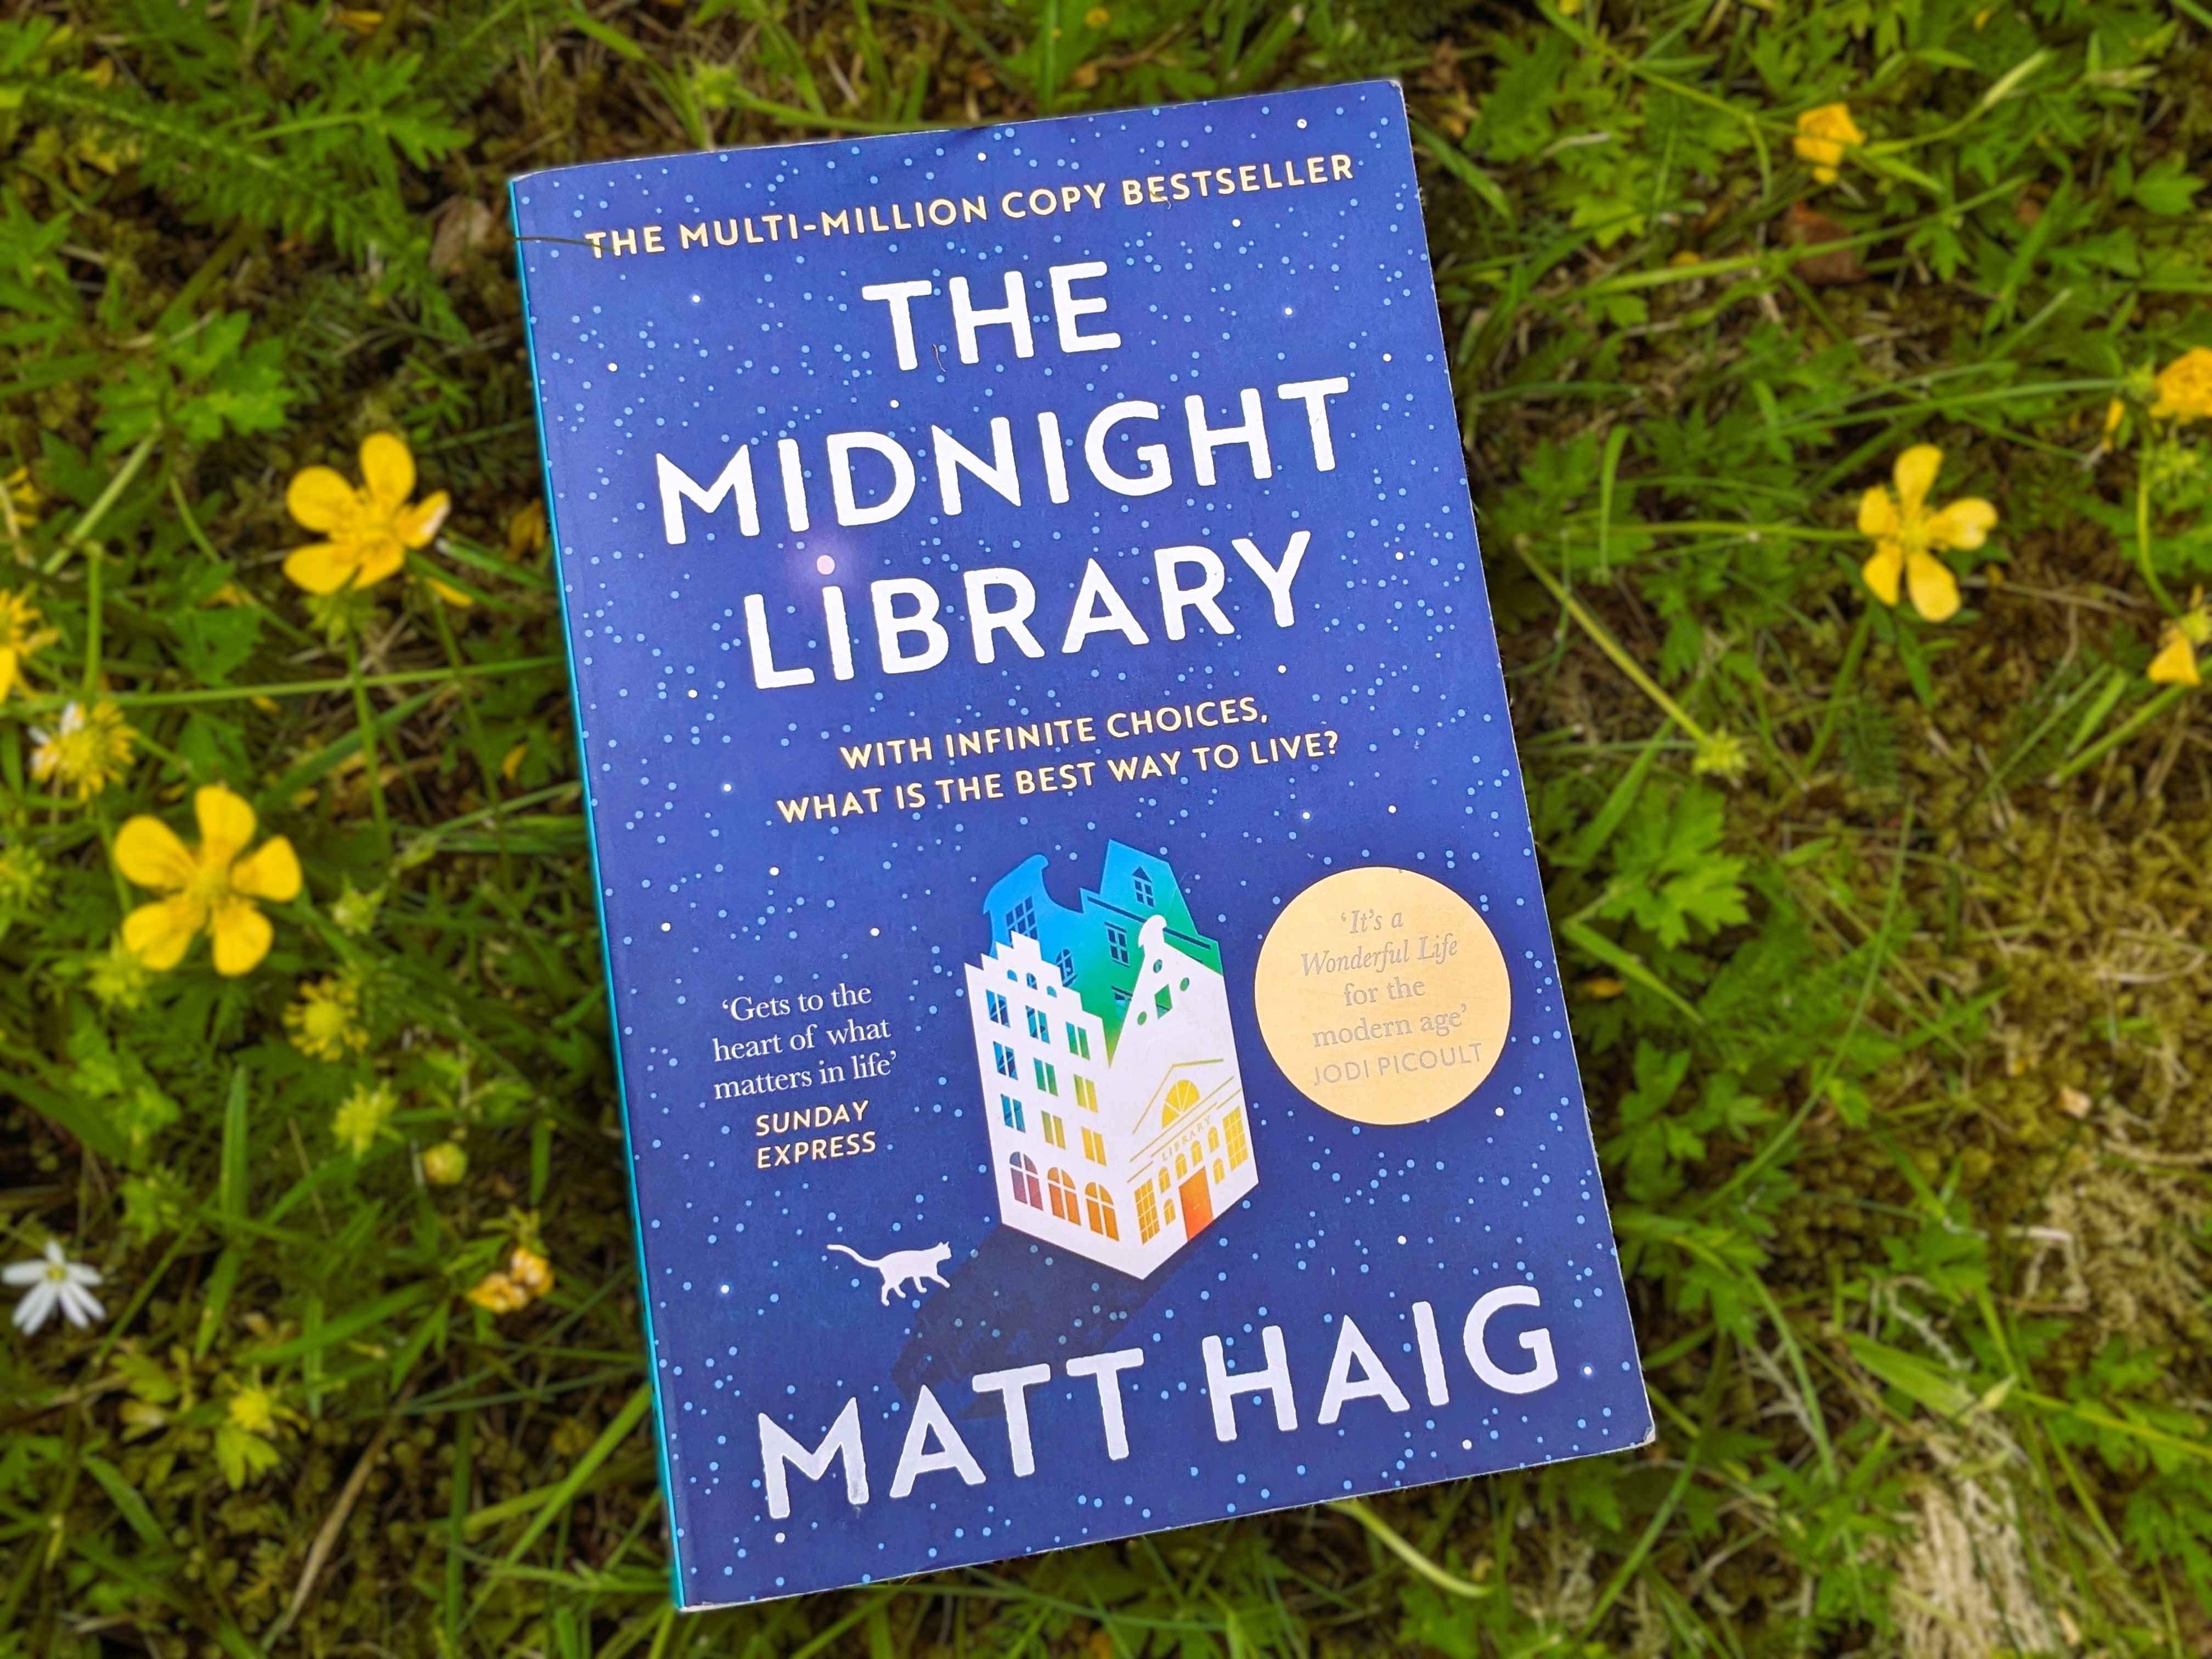 THE MULTI-MILLION COPY BESTSELLER
THE
MIDNIGHT
LIBRARY
WITH INFINITE CHOICES,
WHAT IS THE BEST WAY TO LIVE?
‘Gets to the
heart of what
matters in life’
SUNDAY
EXPRESS
LIBRARY
‘It’s a
Wonderful Life
for the
modern age’
JODI PICOULT
MATT HAIG